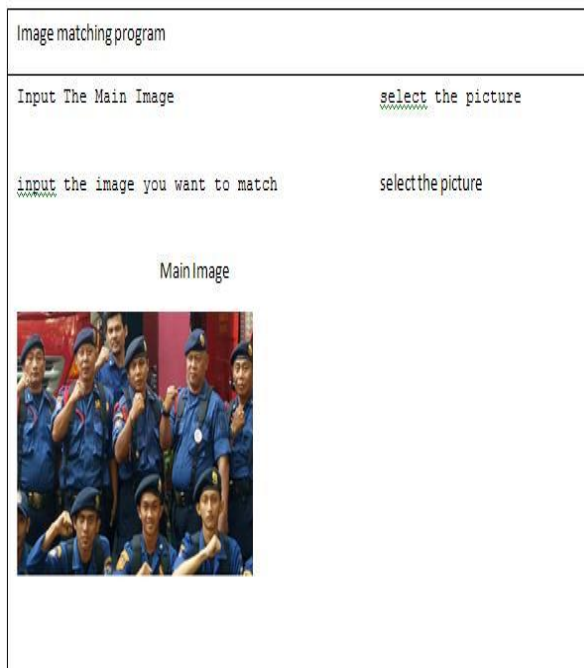 Image matching program
Input The Main Image select the picture
input the image you want to match select the picture
Main Image